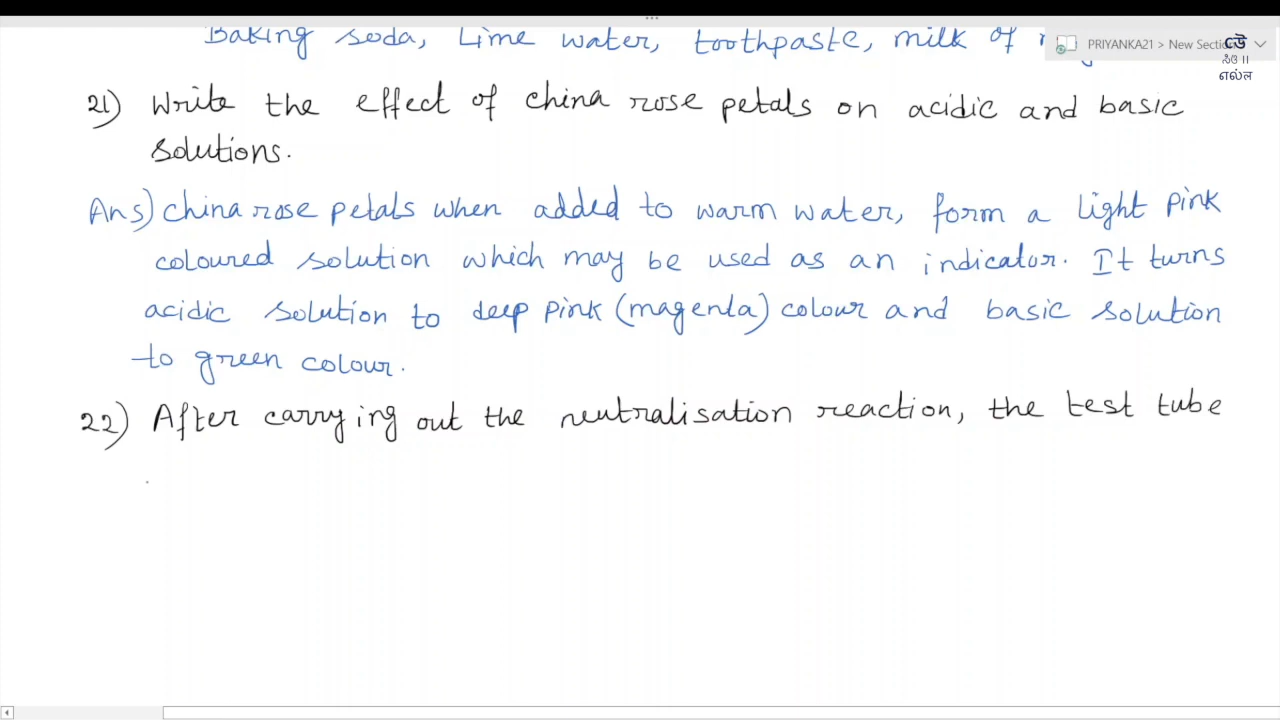 Baking soda, Lime water, toothpaste, milk of
PRIYANKA21 > New Section
21) Write the effect of china rose petals on acidic and basic
solutions.
Ans) China rose petals when added to warm water, form a light pink
coloured solution which may be used as an indicator. It turns
acidic solution to deep pink (magenta) colour and basic solution
to green colour.
22) After carrying out the neutralisation reaction, the test tube